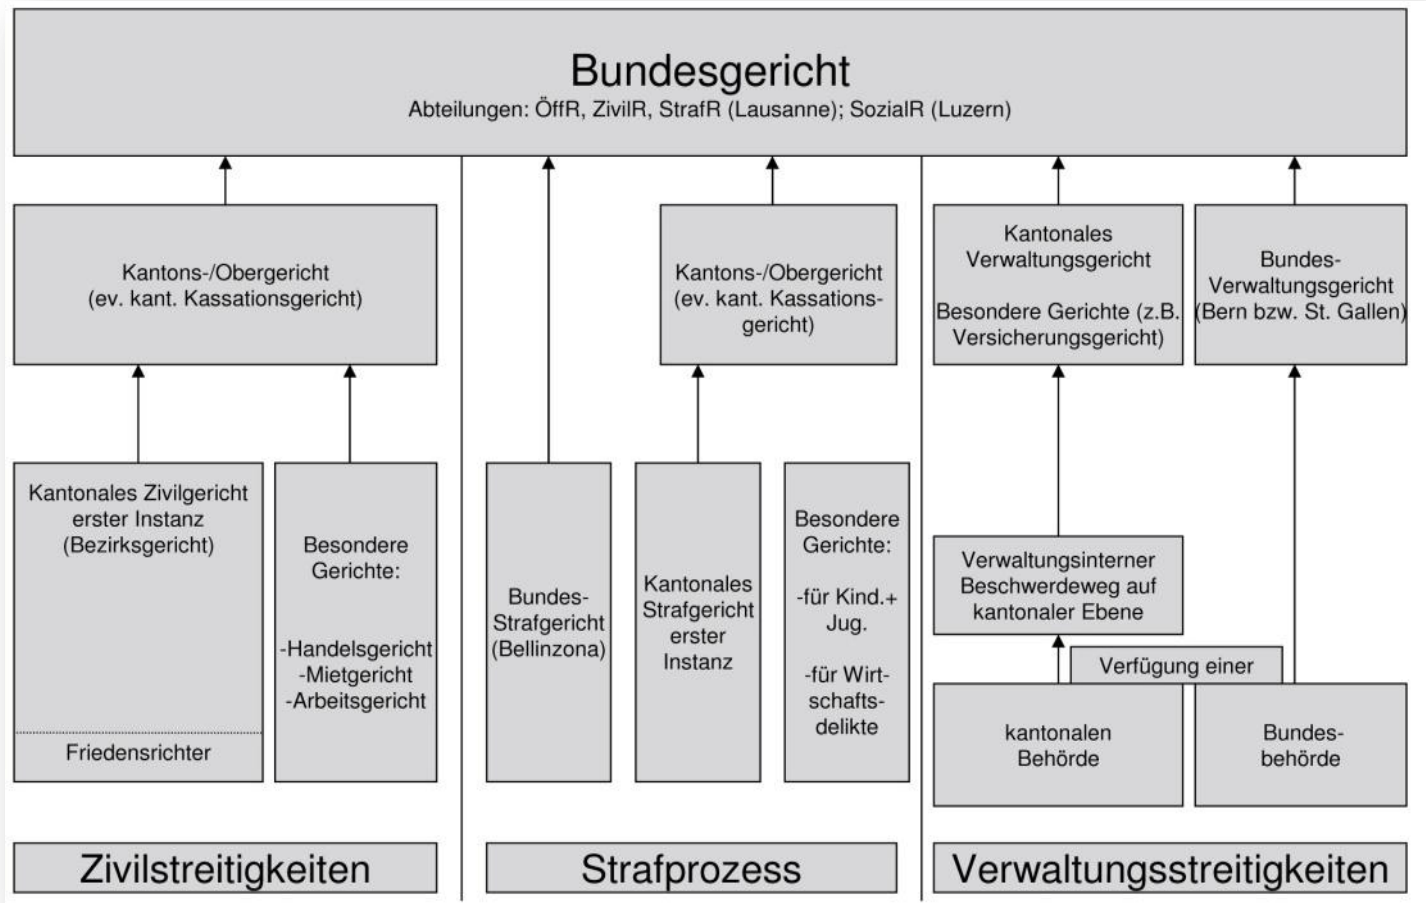 Bundesgericht
Abteilungen: ÖffR, ZivilR, StrafR (Lausanne); SozialR (Luzern)
Kantons-/Obergericht
(ev. kant. Kassationsgericht)
Kantons-/Obergericht
(ev. kant. Kassations-
gericht)
Kantonales
Verwaltungsgericht
Besondere Gerichte (z.B.
Versicherungsgericht)
Bundes-
Verwaltungsgericht
(Bern bzw. St. Gallen)
Kantonales Zivilgericht
erster Instanz
(Bezirksgericht)
Friedensrichter
Besondere
Gerichte:
-Handelsgericht
-Mietgericht
-Arbeitsgericht
Bundes-
Strafgericht
(Bellinzona)
Kantonales
Strafgericht
erster
Instanz
Besondere
Gerichte:
-für Kind.+
Jug.
-für Wirt-
schafts-
delikte
Verwaltungsinterner
Beschwerdeweg auf
kantonaler Ebene
Verfügung einer
kantonalen
Behörde
Bundes-
behörde
Zivilstreitigkeiten
Strafprozess
Verwaltungsstreitigkeiten